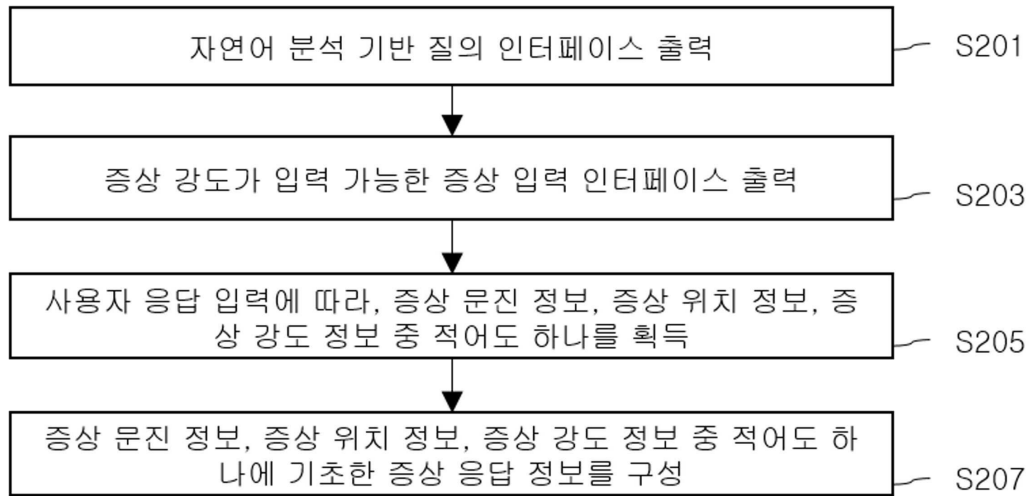 자연어 분석 기반 질의 인터페이스 출력
S201
증상 강도가 입력 가능한 증상 입력 인터페이스 출력
S203
사용자 응답 입력에 따라, 증상 문진 정보, 증상 위치 정보, 증
상 강도 정보 중 적어도 하나를 획득
S205
증상 문진 정보, 증상 위치 정보, 증상 강도 정보 중 적어도 하
나에 기초한 증상 응답 정보를 구성
S207